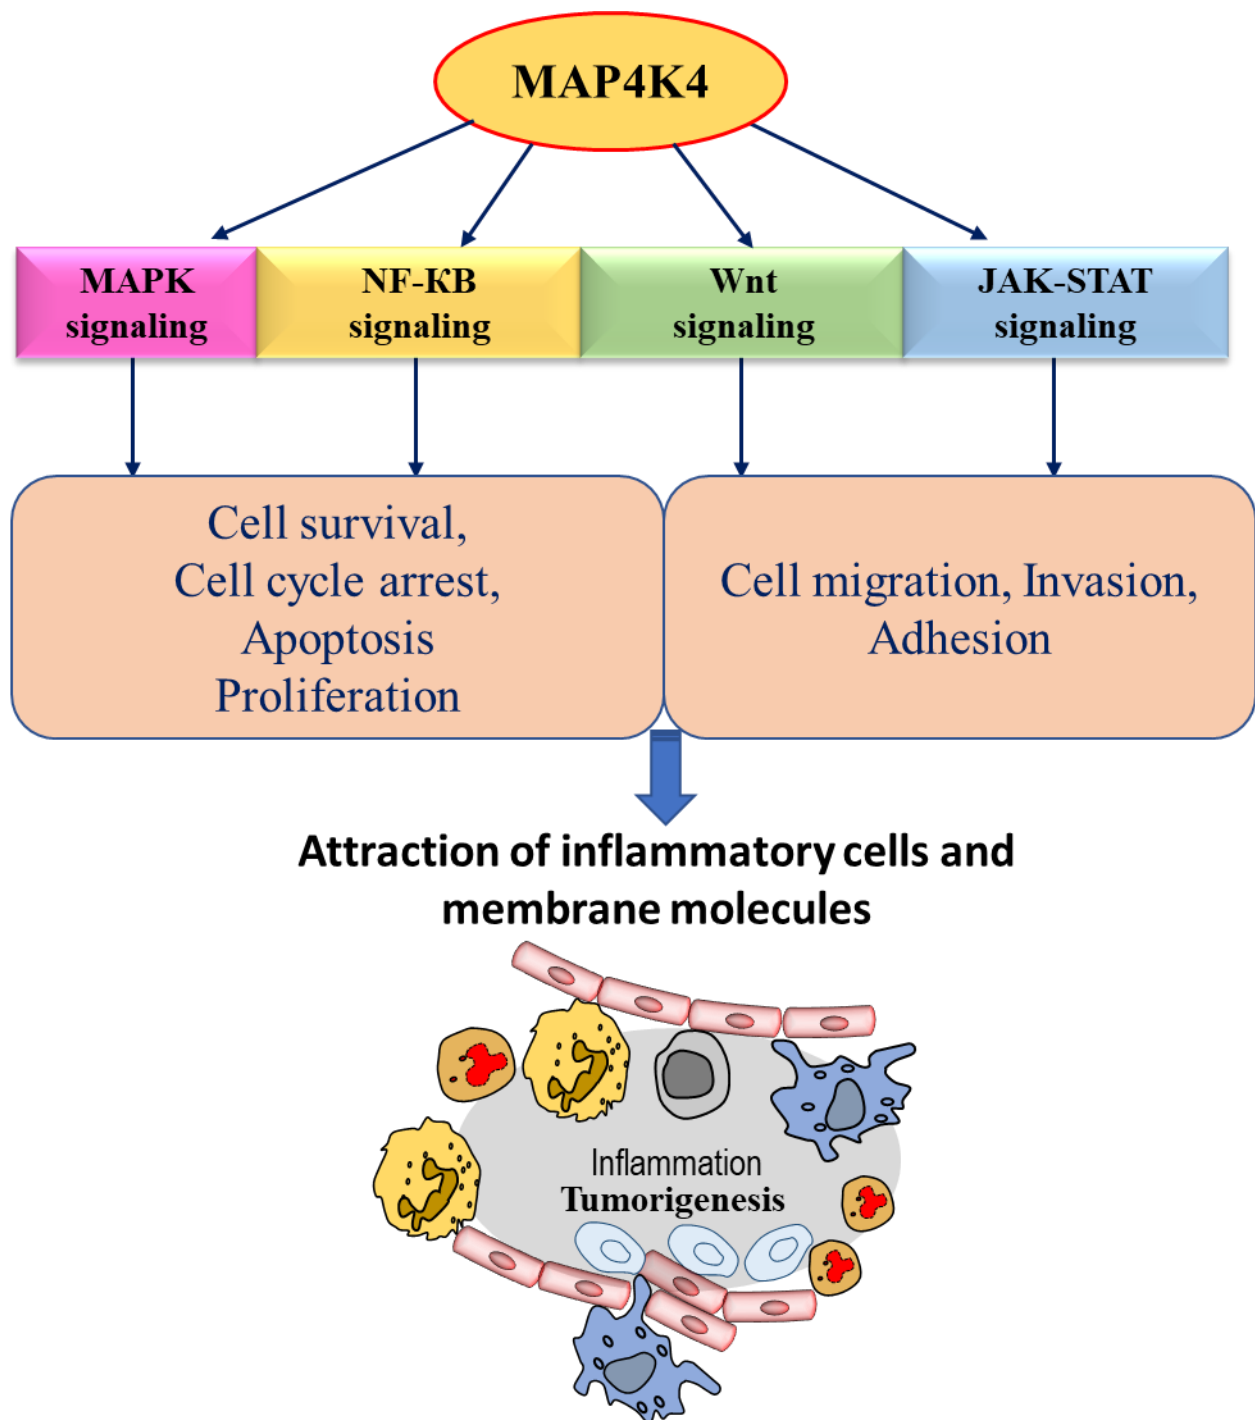 MAP4K4
MAPK
signaling
NF-КB
signaling
Wnt
signaling
JAK-STAT
signaling
Cell survival,
Cell cycle arrest,
Apoptosis
Proliferation
Cell migration, Invasion,
Adhesion
Attraction of inflammatory cells and
membrane molecules
Inflammation
Tumorigenesis